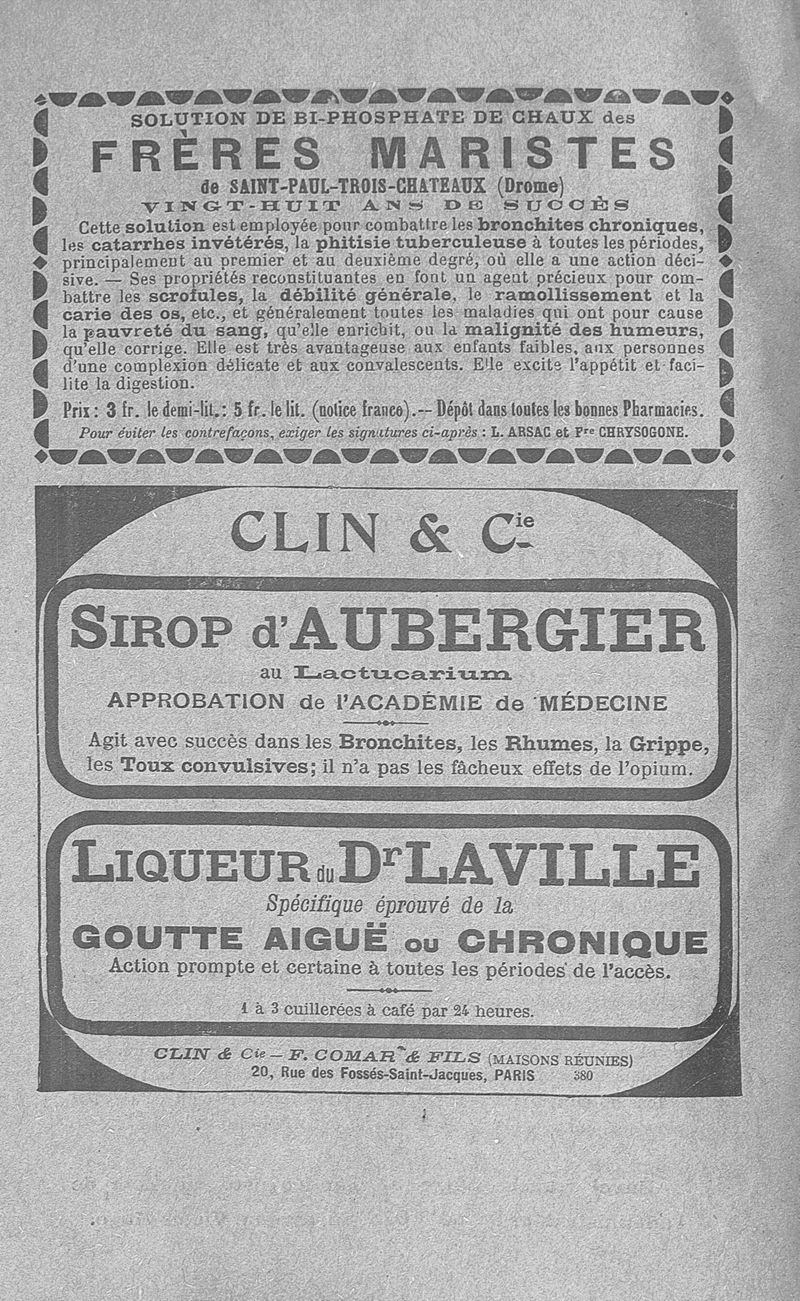 SOLUTION DE BI-PHOSPHATE DE CHAUX des
FRÈRES MARISTES
de SAINT-PAUL-TROIS-CHATEAUX (Drome)
VINGT-HUIT ANS DE SUCCÈS
Cette solution est employée pour combattre les bronchites chroniques,
les catarrhes invétérés, la phitisie tuberculeuse à toutes les périodes,
principalement au premier et au deuxième degré, où elle a une action déci-
sive. — Ses propriétés reconstituantes en font un agent précieux pour com-
battre les scrofules, la débilité générale, le ramollissement et la
carie des os, etc., et généralement toutes les maladies qui ont pour cause
la pauvreté du sang, qu'elle enrichit, ou la malignité des humeurs,
qu'elle corrige. Elle est très avantageuse aux enfants faibles, aux personnes
d'une complexion délicate et aux convalescents. Elle excite l'appétit et faci-
lite la digestion.
Prix : 3 fr. le demi-lit.: 5 fr. le lit. (notice franco).-- Dépôt dans toutes les bonnes Pharmacies.
Pour éviter les contrefaçons, exiger les signatures ci-après : L. ARSAC et Fre CHRYSOGONE.
CLIN & Cie
SIROP d'AUBERGIER
au Lactucarium
APPROBATION de l'ACADÉMIE de MÉDECINE
Agit avec succès dans les Bronchites, les Rhumes, la Grippe,
les Toux convulsives; il n'a pas les fâcheux effets de l'opium.
LIQUEUR du Dr LAVILLE
Spécifique éprouvé de la
GOUTTE AIGUË ou CHRONIQUE
Action prompte et certaine à toutes les périodes de l'accès.
1 à 3 cuillerées à café par 24 heures.
CLIN & Cie — F. COMAR & FILS (MAISONS RÉUNIES)
20, Rue des Fossés-Saint-Jacques, PARIS 380